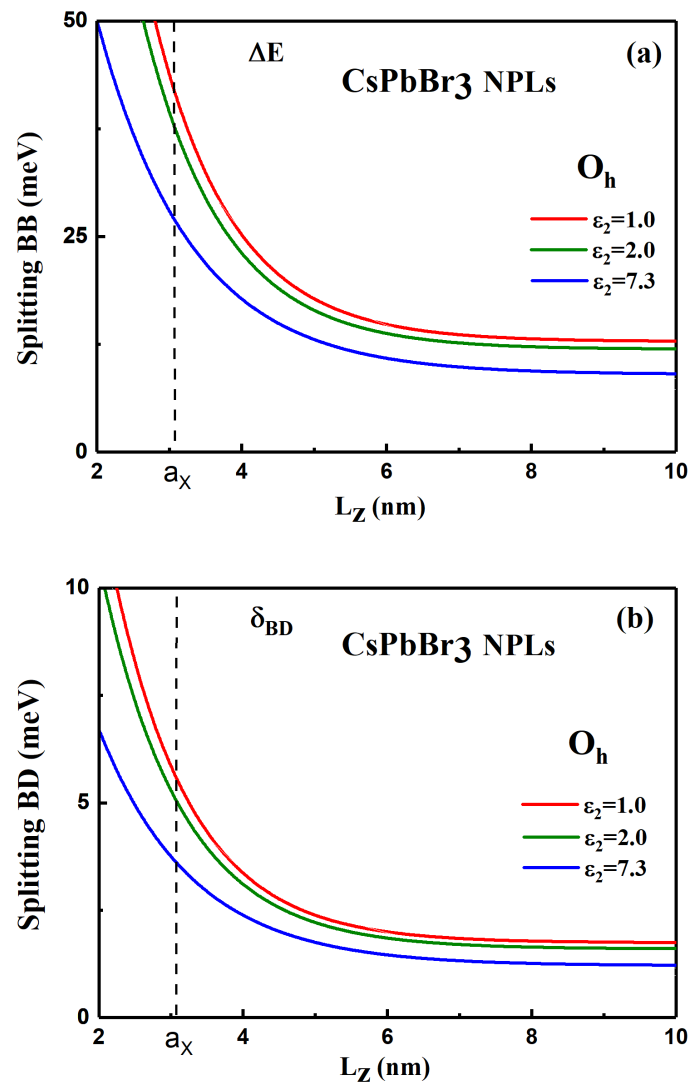 50
ΔE
(a)
CsPbBr3 NPLs
Oh
ε2=1.0
25
ε2=2.0
ε2=7.3
Splitting BB (meV)
0
2
ax
4
6
8
10
LZ (nm)
10
δBD
(b)
CsPbBr3 NPLs
Oh
5
ε2=1.0
ε2=2.0
ε2=7.3
Splitting BD (meV)
0
2
ax
4
6
8
10
LZ (nm)